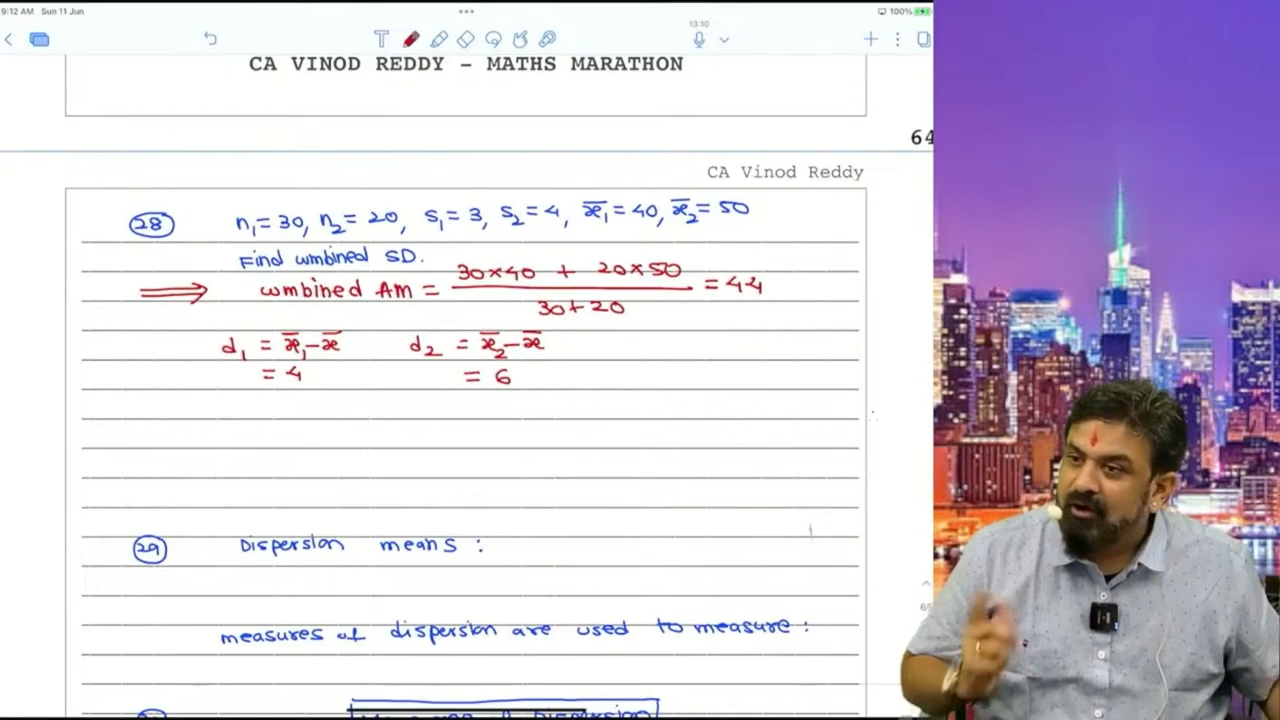 9:12 AM Sun 11 Jun
100%
13:10
CA VINOD REDDY - MATHS MARATHON
64
CA Vinod Reddy
28 n₁ = 30, n₂ = 20, s₁ = 3, s₂ = 4, x̄₁ = 40, x̄₂ = 50
Find combined SD.
⟹ combined AM = (30×40 + 20×50) / (30+20) = 44
d₁ = x̄₁ - x̄ d₂ = x̄₂ - x̄
= 4 = 6
29 Dispersion means :
measures of dispersion are used to measure :
DISPERSION